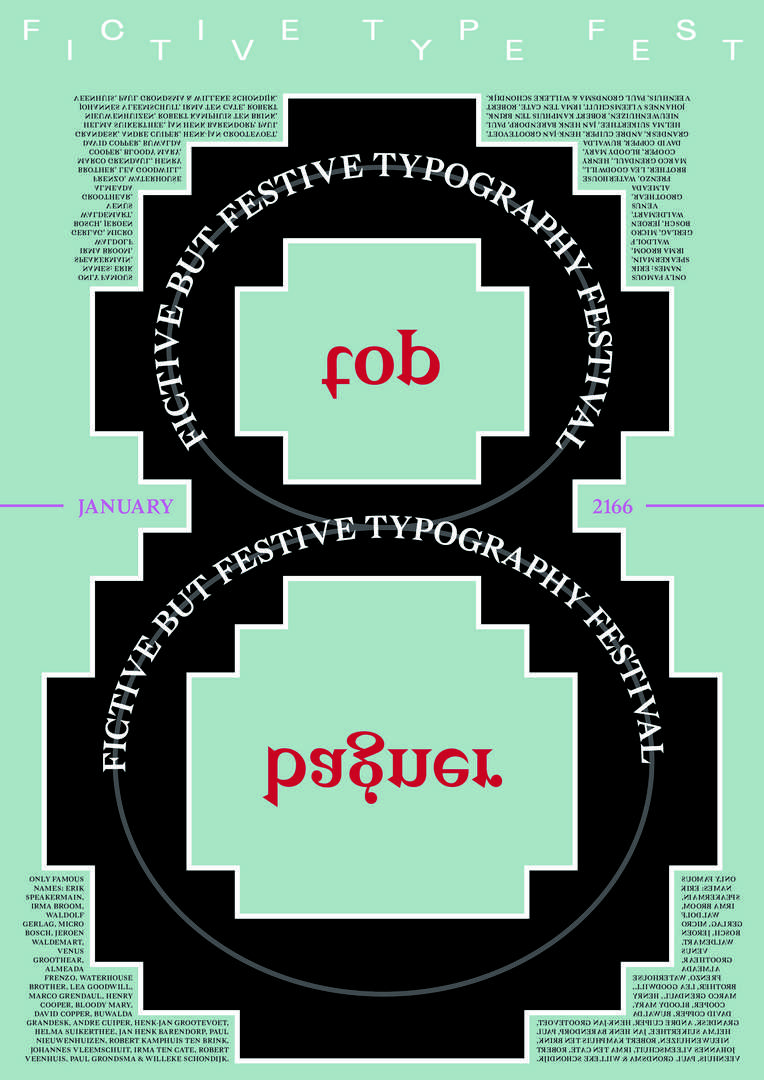 FICTIVE TYPE FEST
ONLY FAMOUS
NAMES: ERIK
SPEAKERMAIN,
IRMA BROOM,
WALDOLF
GERLAG, MICRO
BOSCH, JEROEN
WALDEMART,
VENUS
GROOTHEAR,
ALMEADA
FRENZO, WATERHOUSE
BROTHER, LEA GOODWILL,
MARCO GRENDAUL, HENRY
COOPER, BLOODY MARY,
DAVID COPPER, BUWALDA
GRANDESK, ANDRE CUIPER, HENK-JAN GROOTEVOET,
HELMA SUIKERTHEE, JAN HENK BARENDORP, PAUL
NIEUWENHUIZEN, ROBERT KAMPHUIS TEN BRINK,
JOHANNES VLEEMSCHUIT, IRMA TEN CATE, ROBERT
VEENHUIS, PAUL GRONDSMA & WILLEKE SCHONDIJK.
ONLY FAMOUS
NAMES: ERIK
SPEAKERMAIN,
IRMA BROOM,
WALDOLF
GERLAG, MICRO
BOSCH, JEROEN
WALDEMART,
VENUS
GROOTHEAR,
ALMEADA
FRENZO, WATERHOUSE
BROTHER, LEA GOODWILL,
MARCO GRENDAUL, HENRY
COOPER, BLOODY MARY,
DAVID COPPER, BUWALDA
GRANDESK, ANDRE CUIPER, HENK-JAN GROOTEVOET,
HELMA SUIKERTHEE, JAN HENK BARENDORP, PAUL
NIEUWENHUIZEN, ROBERT KAMPHUIS TEN BRINK,
JOHANNES VLEEMSCHUIT, IRMA TEN CATE, ROBERT
VEENHUIS, PAUL GRONDSMA & WILLEKE SCHONDIJK.
FICTIVE BUT FESTIVE TYPOGRAPHY FESTIVAL
top
JANUARY
2166
FICTIVE BUT FESTIVE TYPOGRAPHY FESTIVAL
bagner
ONLY FAMOUS
NAMES: ERIK
SPEAKERMAIN,
IRMA BROOM,
WALDOLF
GERLAG, MICRO
BOSCH, JEROEN
WALDEMART,
VENUS
GROOTHEAR,
ALMEADA
FRENZO, WATERHOUSE
BROTHER, LEA GOODWILL,
MARCO GRENDAUL, HENRY
COOPER, BLOODY MARY,
DAVID COPPER, BUWALDA
GRANDESK, ANDRE CUIPER, HENK-JAN GROOTEVOET,
HELMA SUIKERTHEE, JAN HENK BARENDORP, PAUL
NIEUWENHUIZEN, ROBERT KAMPHUIS TEN BRINK.
JOHANNES VLEEMSCHUIT, IRMA TEN CATE, ROBERT
VEENHUIS, PAUL GRONDSMA & WILLEKE SCHONDIJK.
ONLY FAMOUS
NAMES: ERIK
SPEAKERMAIN,
IRMA BROOM,
WALDOLF
GERLAG, MICRO
BOSCH, JEROEN
WALDEMART,
VENUS
GROOTHEAR,
ALMEADA
FRENZO, WATERHOUSE
BROTHER, LEA GOODWILL,
MARCO GRENDAUL, HENRY
COOPER, BLOODY MARY,
DAVID COPPER, BUWALDA
GRANDESK, ANDRE CUIPER, HENK-JAN GROOTEVOET,
HELMA SUIKERTHEE, JAN HENK BARENDORP, PAUL
NIEUWENHUIZEN, ROBERT KAMPHUIS TEN BRINK,
JOHANNES VLEEMSCHUIT, IRMA TEN CATE, ROBERT
VEENHUIS, PAUL GRONDSMA & WILLEKE SCHONDIJK.